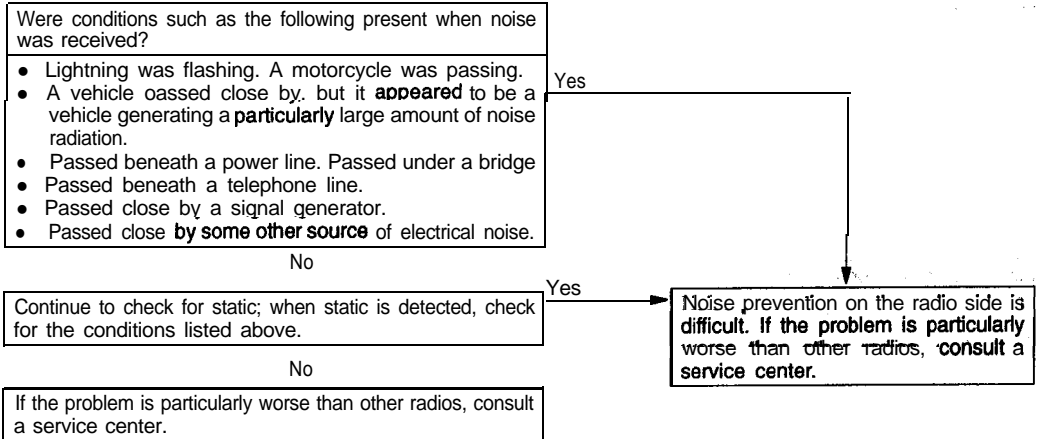 Were conditions such as the following present when noise
was received?
● Lightning was flashing. A motorcycle was passing.
● A vehicle oassed close by. but it appeared to be a
vehicle generating a particularly large amount of noise
radiation.
● Passed beneath a power line. Passed under a bridge
● Passed beneath a telephone line.
● Passed close by a signal generator.
● Passed close by some other source of electrical noise.
Yes
No
Continue to check for static; when static is detected, check
for the conditions listed above.
Yes
Noise prevention on the radio side is
difficult. If the problem is particularly
worse than other radios, consult a
service center.
No
If the problem is particularly worse than other radios, consult
a service center.